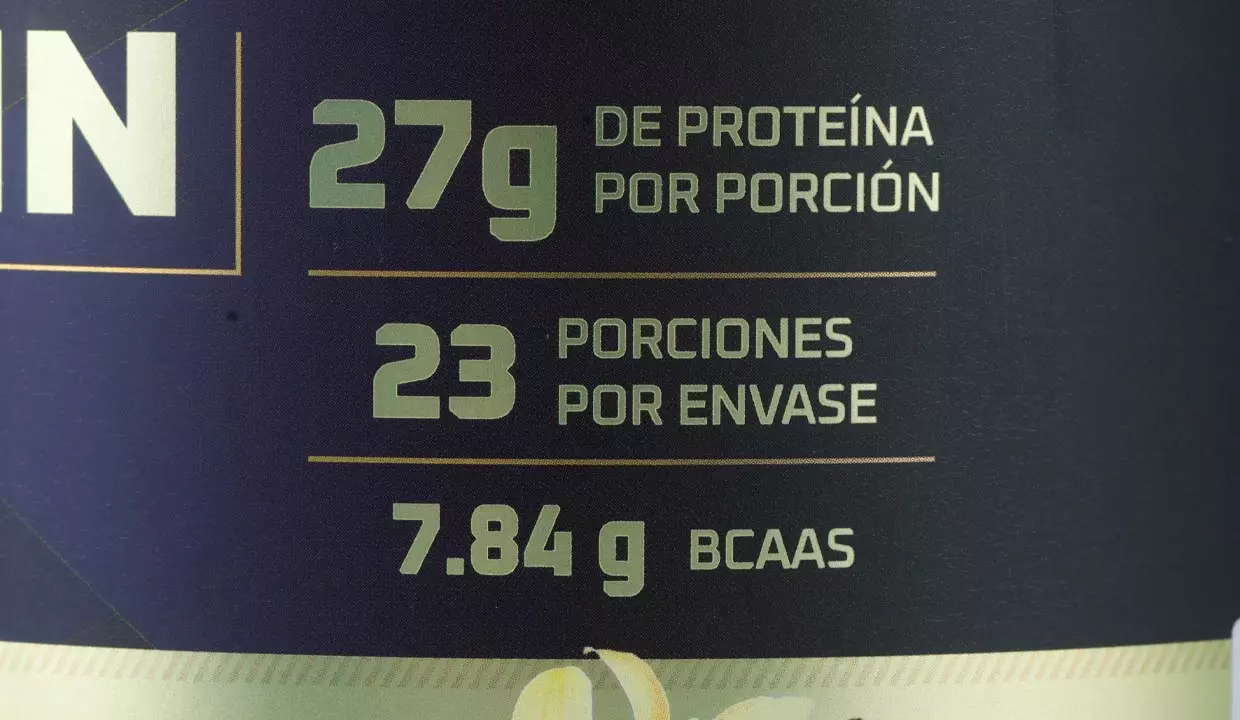 IN
27g DE PROTEÍNA
POR PORCIÓN
23 PORCIONES
POR ENVASE
7.84 g BCAAS